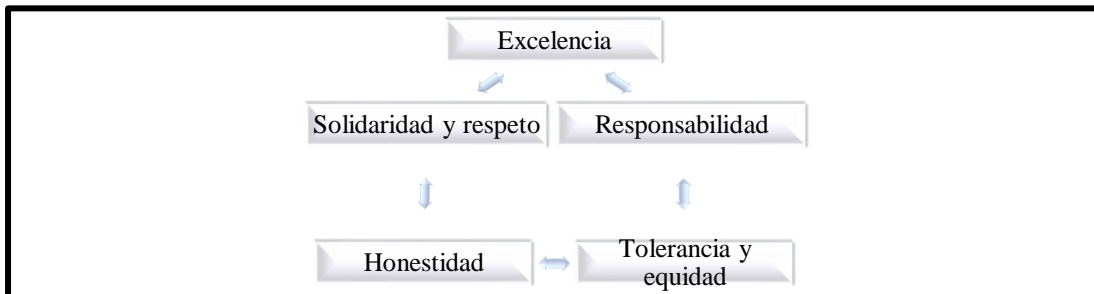 Excelencia
Solidaridad y respeto
Responsabilidad
Honestidad
Tolerancia y
equidad